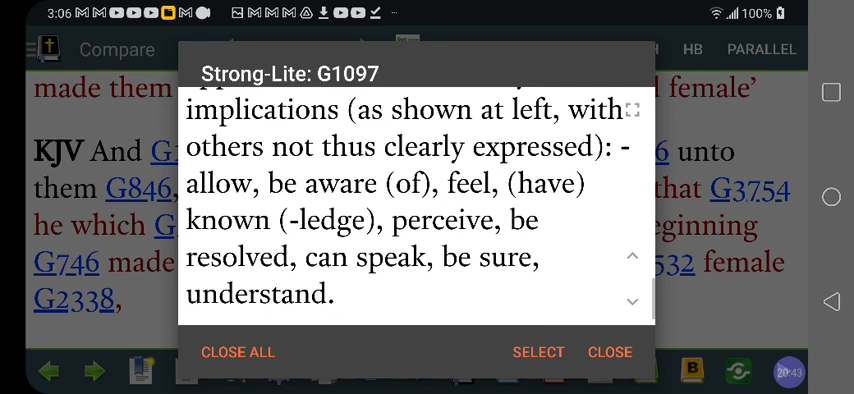 3:06 100%
Compare HB PARALLEL
Strong-Lite: G1097
made them female’
implications (as shown at left, with
others not thus clearly expressed): -
allow, be aware (of), feel, (have)
known (-ledge), perceive, be
resolved, can speak, be sure,
understand.
KJV And unto
them G846, that G3754
he which
G746 made female
G2338,
CLOSE ALL SELECT CLOSE
B 20:43